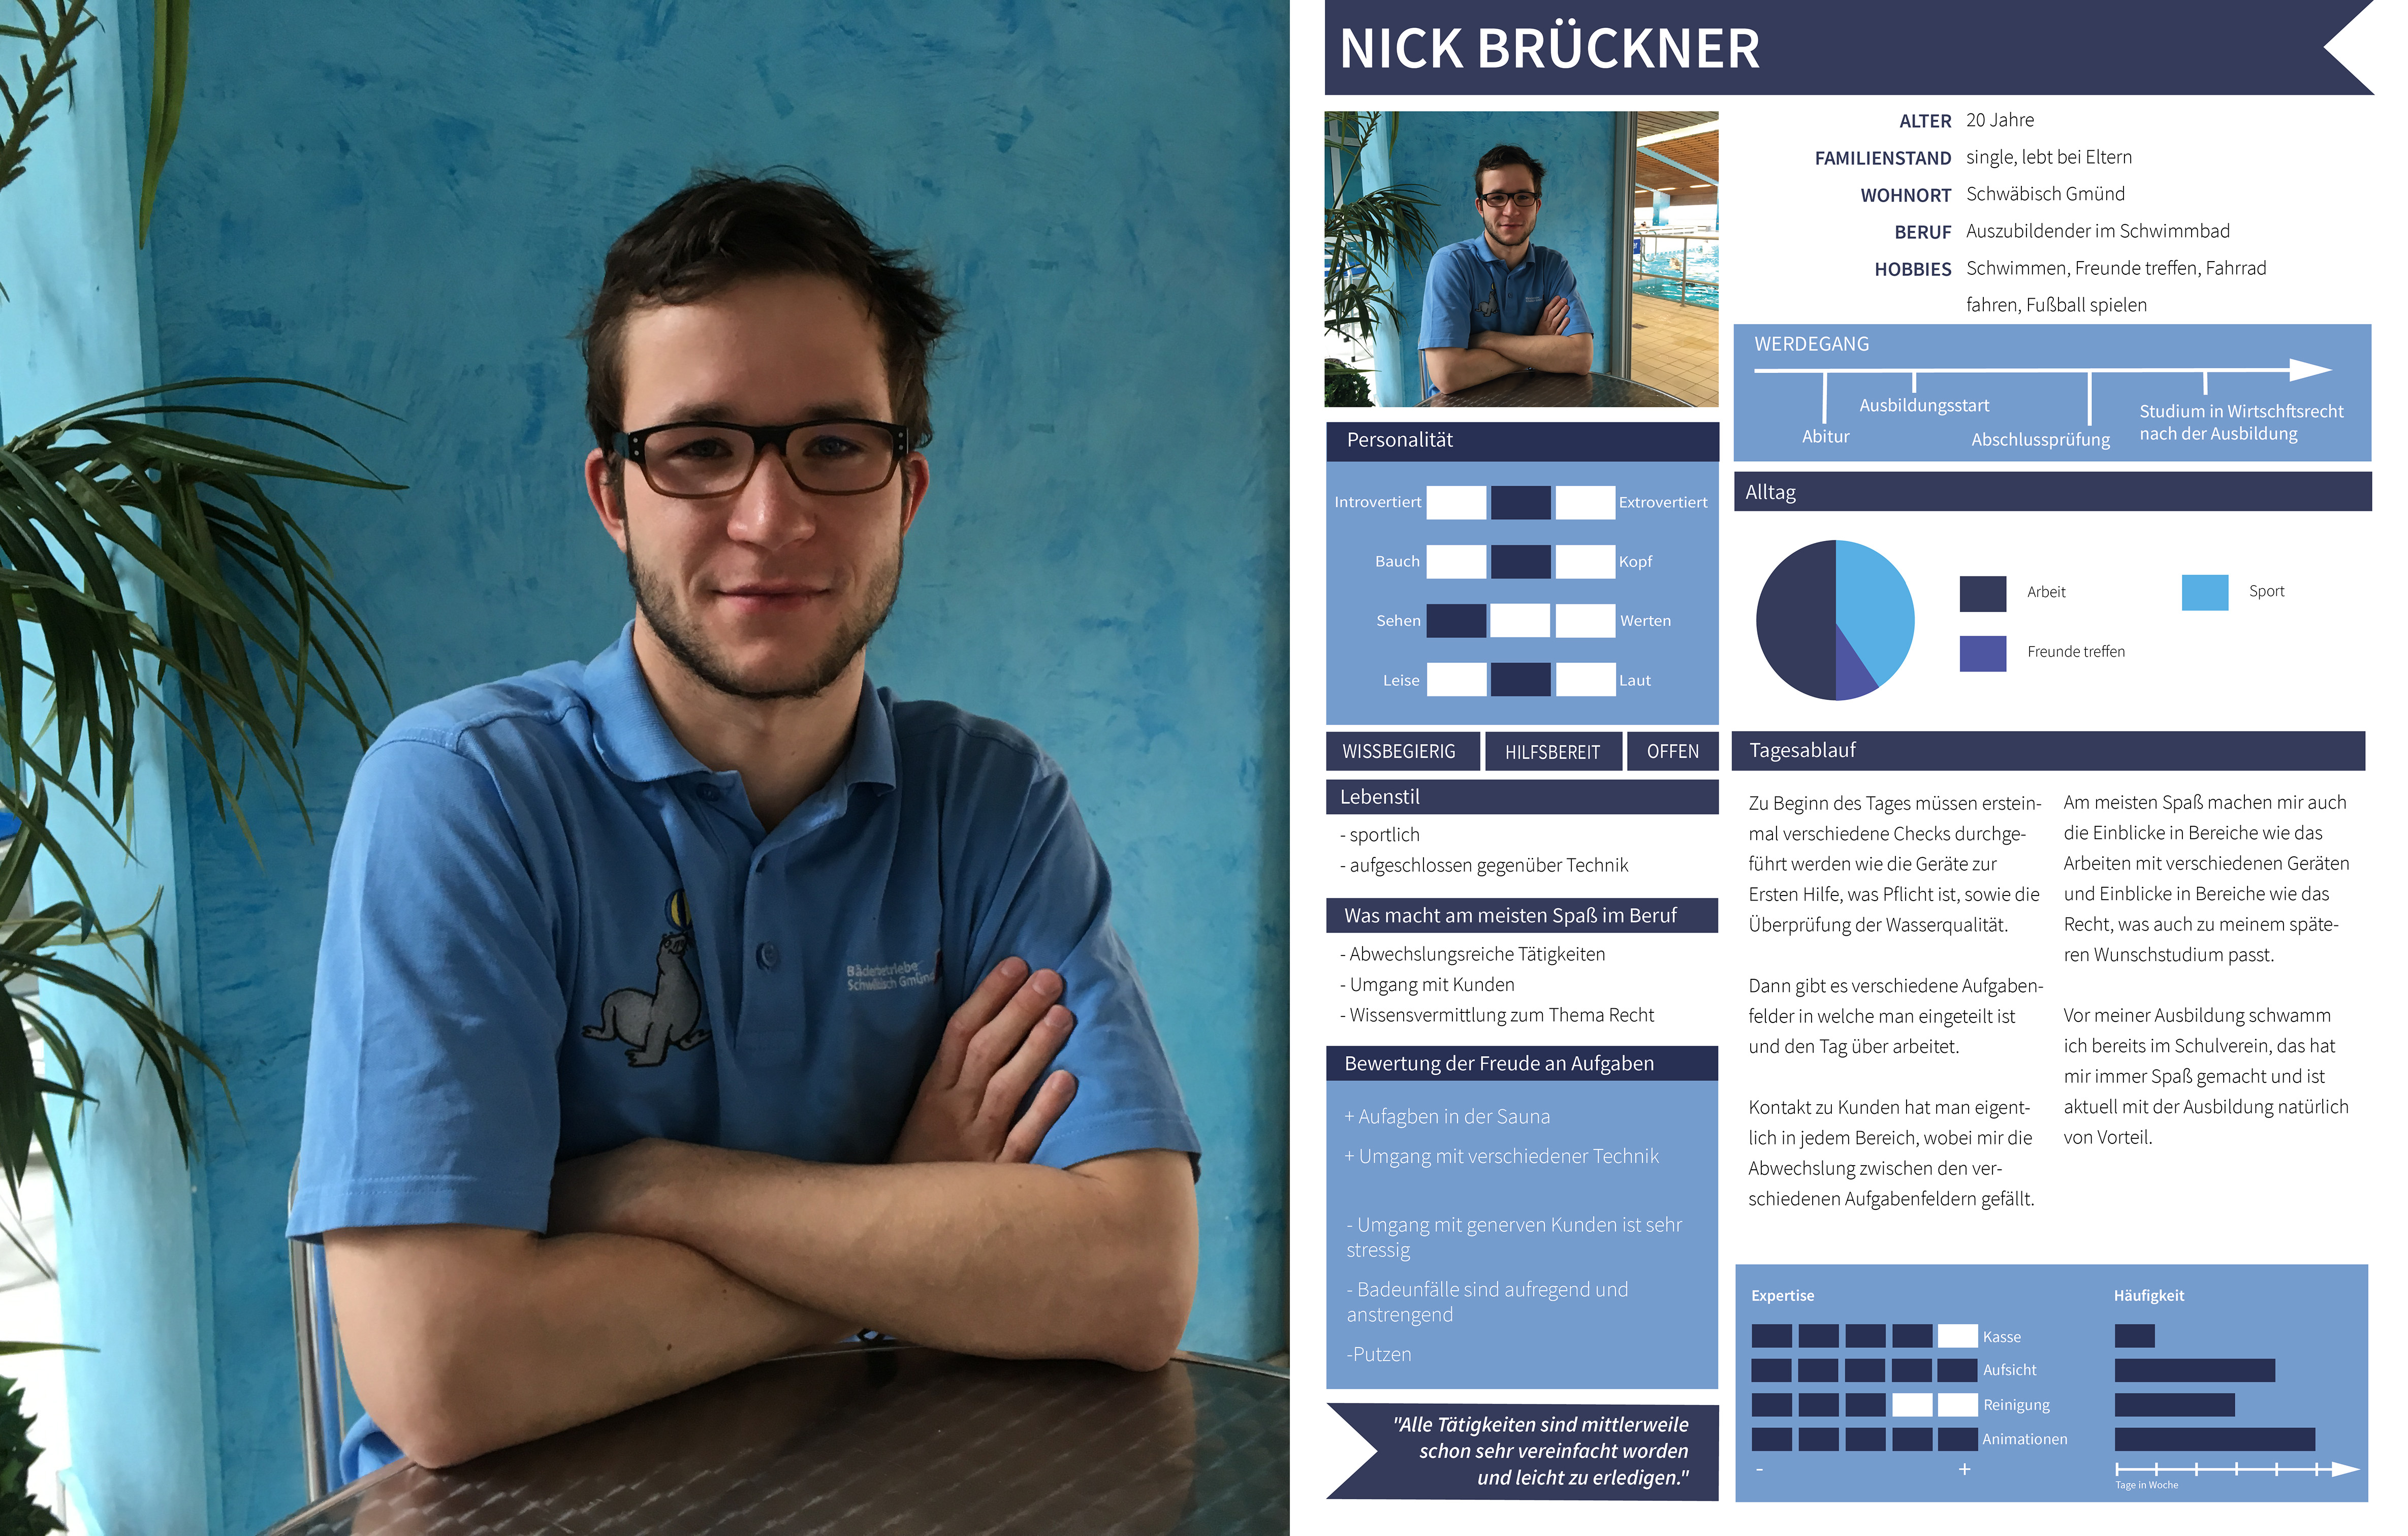 Bäderbetriebe
Schwäbisch Gmünd
NICK BRÜCKNER
ALTER 20 Jahre
FAMILIENSTAND single, lebt bei Eltern
WOHNORT Schwäbisch Gmünd
BERUF Auszubildender im Schwimmbad
HOBBIES Schwimmen, Freunde treffen, Fahrrad
fahren, Fußball spielen
WERDEGANG
Abitur
Ausbildungsstart
Abschlussprüfung
Studium in Wirtschftsrecht
nach der Ausbildung
Personalität
Introvertiert Extrovertiert
Bauch Kopf
Sehen Werten
Leise Laut
WISSBEGIERIG HILFSBEREIT OFFEN
Lebenstil
- sportlich
- aufgeschlossen gegenüber Technik
Was macht am meisten Spaß im Beruf
- Abwechslungsreiche Tätigkeiten
- Umgang mit Kunden
- Wissensvermittlung zum Thema Recht
Bewertung der Freude an Aufgaben
+ Aufagben in der Sauna
+ Umgang mit verschiedener Technik
- Umgang mit generven Kunden ist sehr
stressig
- Badeunfälle sind aufregend und
anstrengend
-Putzen
"Alle Tätigkeiten sind mittlerweile
schon sehr vereinfacht worden
und leicht zu erledigen."
Alltag
Arbeit
Sport
Freunde treffen
Tagesablauf
Zu Beginn des Tages müssen erstein-
mal verschiedene Checks durchge-
führt werden wie die Geräte zur
Ersten Hilfe, was Pflicht ist, sowie die
Überprüfung der Wasserqualität.
Dann gibt es verschiedene Aufgaben-
felder in welche man eingeteilt ist
und den Tag über arbeitet.
Kontakt zu Kunden hat man eigent-
lich in jedem Bereich, wobei mir die
Abwechslung zwischen den ver-
schiedenen Aufgabenfeldern gefällt.
Am meisten Spaß machen mir auch
die Einblicke in Bereiche wie das
Arbeiten mit verschiedenen Geräten
und Einblicke in Bereiche wie das
Recht, was auch zu meinem späte-
ren Wunschstudium passt.
Vor meiner Ausbildung schwamm
ich bereits im Schulverein, das hat
mir immer Spaß gemacht und ist
aktuell mit der Ausbildung natürlich
von Vorteil.
Expertise
Kasse
Aufsicht
Reinigung
Animationen
- +
Häufigkeit
Tage in Woche